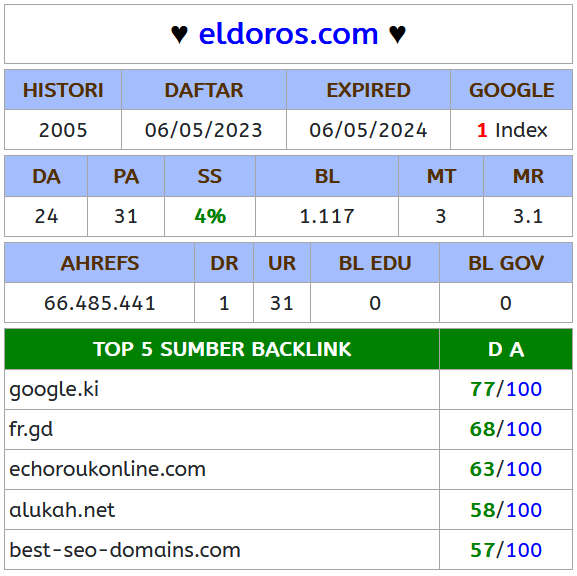 ♥ eldoros.com ♥
HISTORI DAFTAR EXPIRED GOOGLE
2005 06/05/2023 06/05/2024 1 Index
DA PA SS BL MT MR
24 31 4% 1.117 3 3.1
AHREFS DR UR BL EDU BL GOV
66.485.441 1 31 0 0
TOP 5 SUMBER BACKLINK D A
google.ki 77/100
fr.gd 68/100
echoroukonline.com 63/100
alukah.net 58/100
best-seo-domains.com 57/100